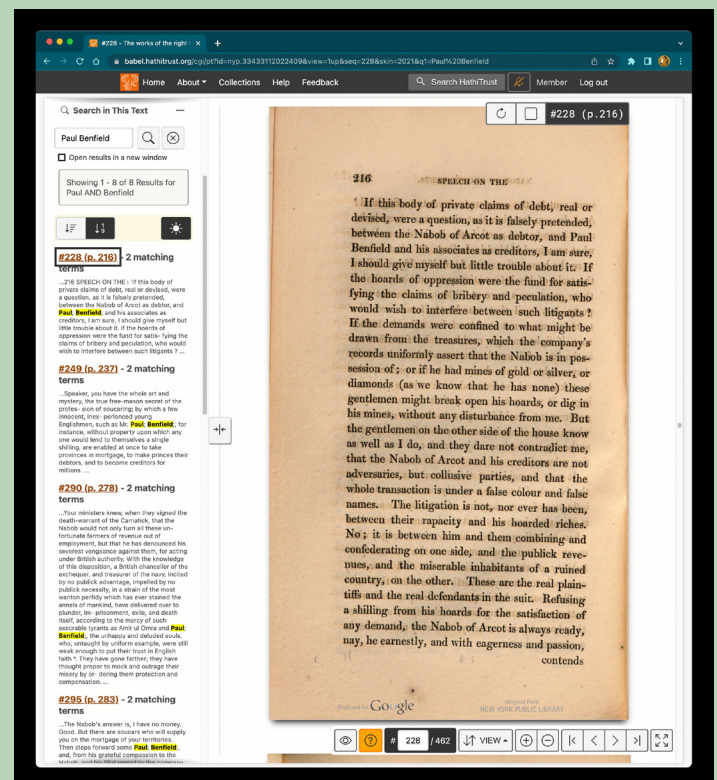 #228 - The works of the right
babel.hathitrust.org/cgi/pt?id=nyp.33433112022409&view=1up&seq=228&skin=2021&q1=Paul%20Benfield
Home About Collections Help Feedback Search HathiTrust Member Log out
Search in This Text
Paul Benfield
Open results in a new window
Showing 1 - 8 of 8 Results for
Paul AND Benfield
#228 (p. 216) - 2 matching
terms
...216 SPEECH ON THE : 'If this body of
private claims of debt, real or devised, were
a question, as it is falsely pretended,
between the Nabob of Arcot as debtor, and
Paul; Benfield; and his associates as
creditors, I am sure, I should give myself but
little trouble about it. If the hoards of
oppression were the fund for satis- fying the
claims of bribery and peculation, who would
wish to interfere between such litigants ? ...
#249 (p. 237) - 2 matching
terms
...Speaker, you have the whole art and
mystery, the true free-mason secret of the
profes- sion of soucaring; by which a few
innocent, inex- perienced young
Englishmen, such as Mr. Paul; Benfield;, for
instance, without property upon which any
one would lend to themselves a single
shilling, are enabled at once to take
provinces in mortgage, to make princes their
debtors, and to become creditors for
millions. ...
#290 (p. 278) - 2 matching
terms
...Your ministers knew, when they signed the
death-warrant of the Carnatick, that the
Nabob would not only turn all these un-
fortunate farmers of revenue out of
employment, but that he has denounced his
severest vengeance against them, for acting
under British authority. With the knowledge
of this disposition, a British chancellor of the
exchequer, and treasurer of the navy, incited
by no publick advantage, impelled by no
publick necessity, in a strain of the most
wanton perfidy which has ever stained the
annals of mankind, have delivered over to
plunder, im- prisonment, exile, and death
itself, according to the mercy of such
execrable tyrants as Amir ul Omra and Paul;
Benfield;, the unhappy and deluded souls,
who, untaught by uniform example, were still
weak enough to put their trust in English
faith *. They have gone farther; they have
thought proper to mock and outrage their
misery by or- dering them protection and
compensation. ...
#295 (p. 283) - 2 matching
terms
...The Nabob's answer is, I have no money.
Good. But there are soucars who will supply
you on the mortgage of your territories.
Then steps forward some Paul; Benfield;,
and, from his grateful compassion to the
#228 (p.216)
216 SPEECH ON THE
' If this body of private claims of debt, real or
devised, were a question, as it is falsely pretended,
between the Nabob of Arcot as debtor, and Paul
Benfield and his associates as creditors, I am sure,
I should give myself but little trouble about it. If
the hoards of oppression were the fund for satis-
fying the claims of bribery and peculation, who
would wish to interfere between such litigants ?
If the demands were confined to what might be
drawn from the treasures, which the company's
records uniformly assert that the Nabob is in pos-
session of; or if he had mines of gold or silver, or
diamonds (as we know that he has none) these
gentlemen might break open his hoards, or dig in
his mines, without any disturbance from me. But
the gentlemen on the other side of the house know
as well as I do, and they dare not contradict me,
that the Nabob of Arcot and his creditors are not
adversaries, but collusive parties, and that the
whole transaction is under a false colour and false
names. The litigation is not, nor ever has been,
between their rapacity and his hoarded riches.
No; it is between him and them combining and
confederating on one side, and the publick reve-
nues, and the miserable inhabitants of a ruined
country, on the other. These are the real plain-
tiffs and the real defendants in the suit. Refusing
a shilling from his hoards for the satisfaction of
any demand, the Nabob of Arcot is always ready,
nay, he earnestly, and with eagerness and passion,
contends
Digitized by Google
Original from
NEW YORK PUBLIC LIBRARY
# 228 / 462 VIEW